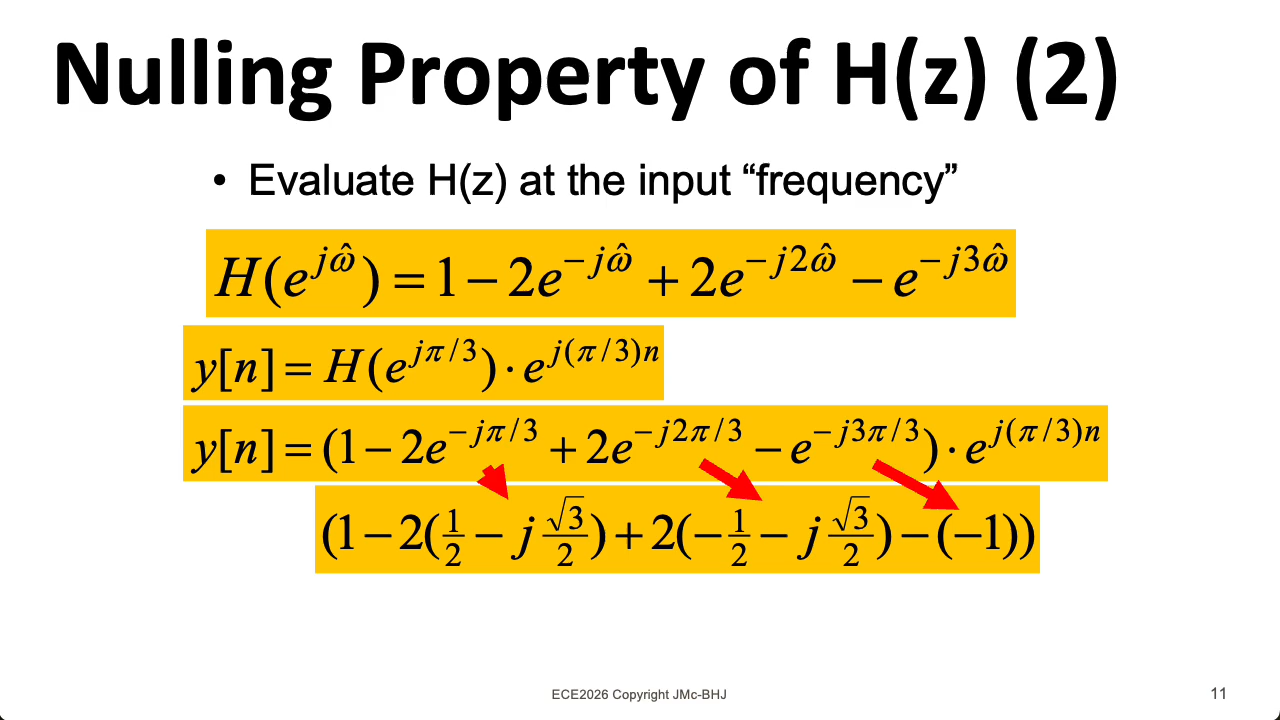 Nulling Property of H(z) (2)
• Evaluate H(z) at the input “frequency”
H(e^{jω̂}) = 1 − 2e^{−jω̂} + 2e^{−j2ω̂} − e^{−j3ω̂}
y[n] = H(e^{jπ/3}) · e^{j(π/3)n}
y[n] = (1 − 2e^{−jπ/3} + 2e^{−j2π/3} − e^{−j3π/3}) · e^{j(π/3)n}
(1 − 2(½ − j √3/2) + 2(−½ − j √3/2) − (−1))
ECE2026 Copyright JMc-BHJ
11